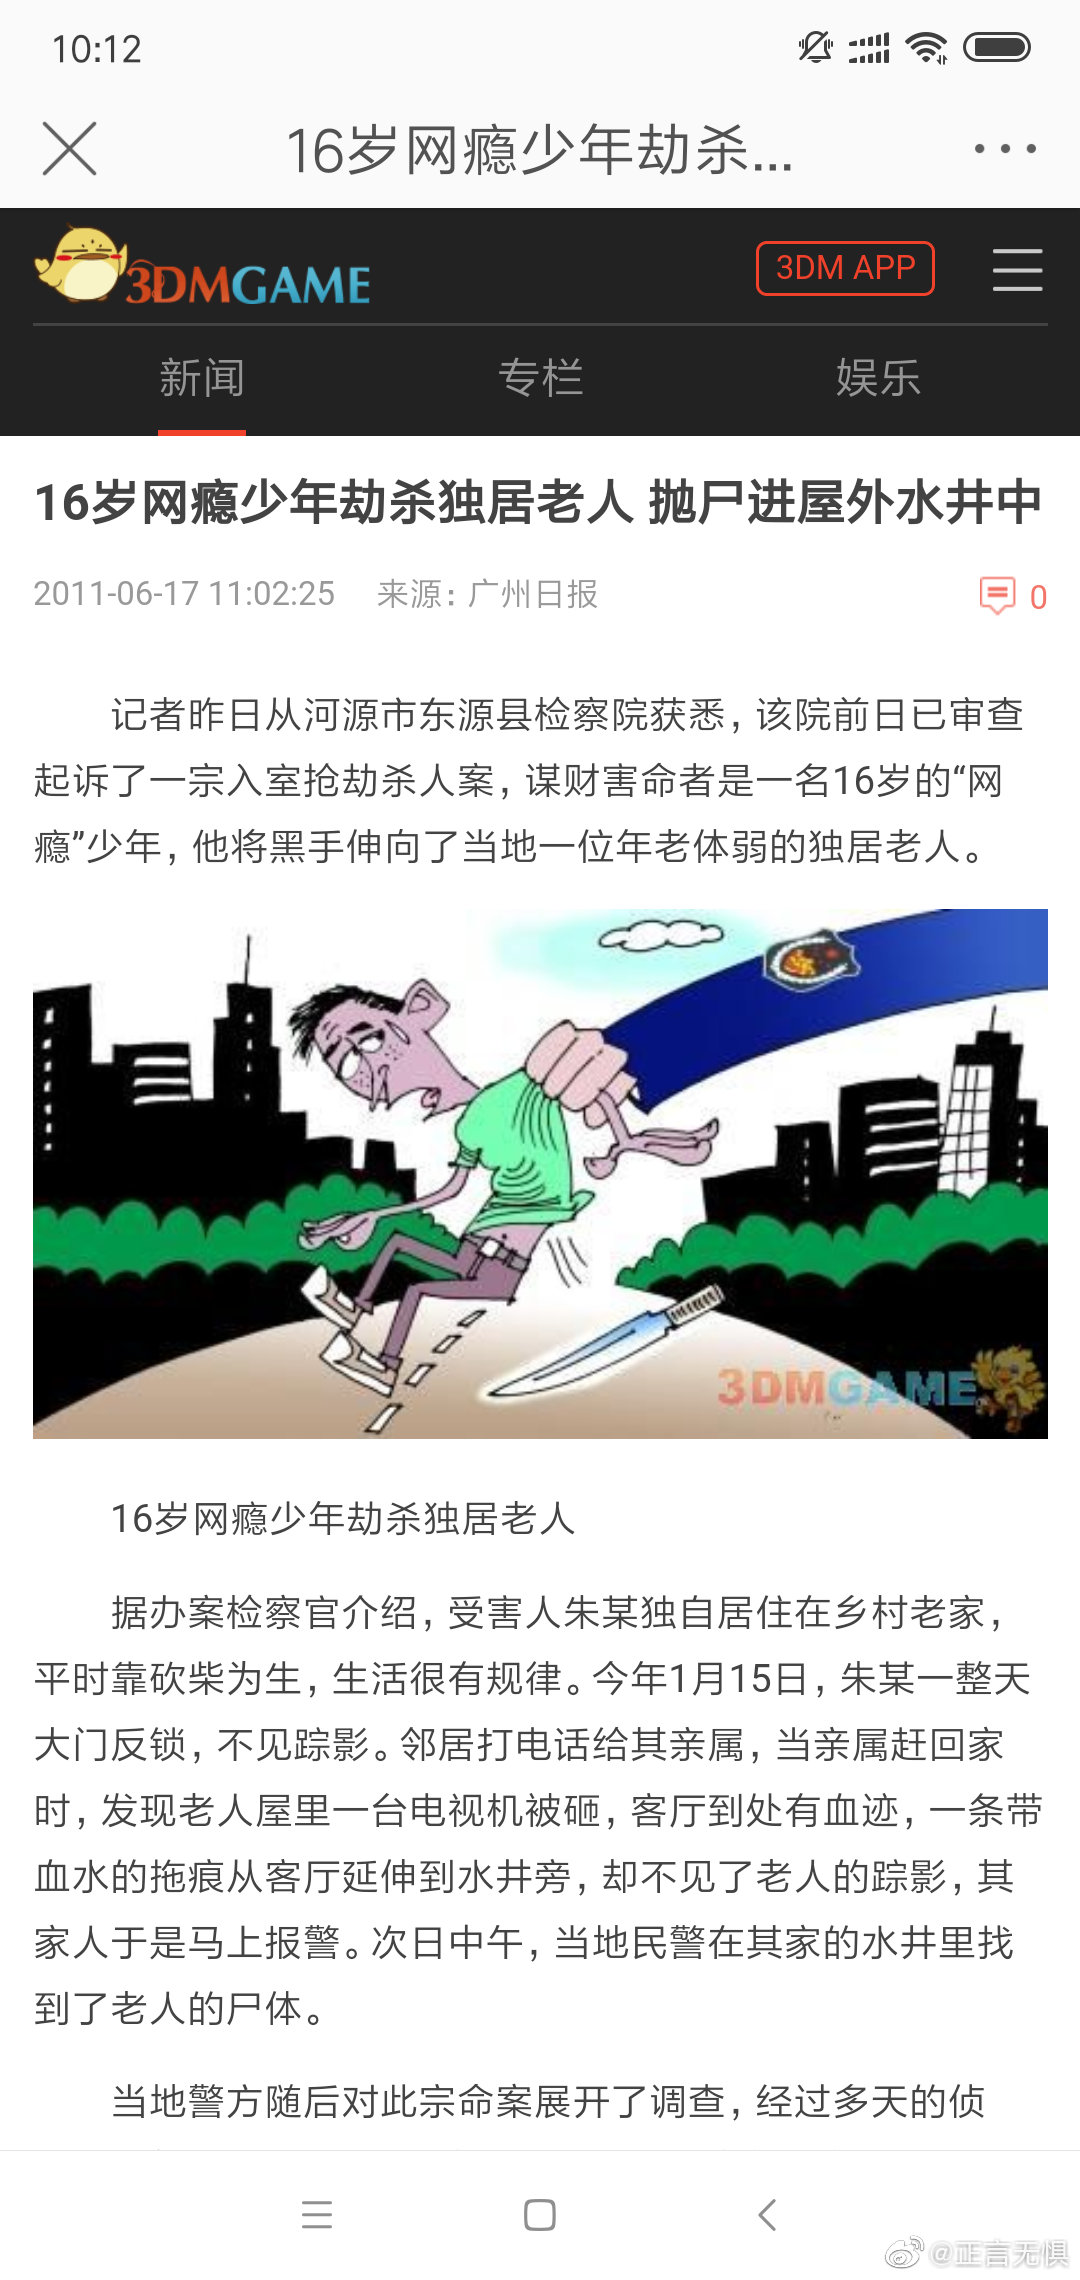 10:12
16岁网瘾少年劫杀...
3DMGAME
3DM APP
新闻
专栏
娱乐
16岁网瘾少年劫杀独居老人 抛尸进屋外水井中
2011-06-17 11:02:25 来源：广州日报
0
记者昨日从河源市东源县检察院获悉，该院前日已审查
起诉了一宗入室抢劫杀人案，谋财害命者是一名16岁的“网
瘾”少年，他将黑手伸向了当地一位年老体弱的独居老人。
3DMGAME
16岁网瘾少年劫杀独居老人
据办案检察官介绍，受害人朱某独自居住在乡村老家，
平时靠砍柴为生，生活很有规律。今年1月15日，朱某一整天
大门反锁，不见踪影。邻居打电话给其亲属，当亲属赶回家
时，发现老人屋里一台电视机被砸，客厅到处有血迹，一条带
血水的拖痕从客厅延伸到水井旁，却不见了老人的踪影，其
家人于是马上报警。次日中午，当地民警在其家的水井里找
到了老人的尸体。
当地警方随后对此宗命案展开了调查，经过多天的侦
@正言无惧